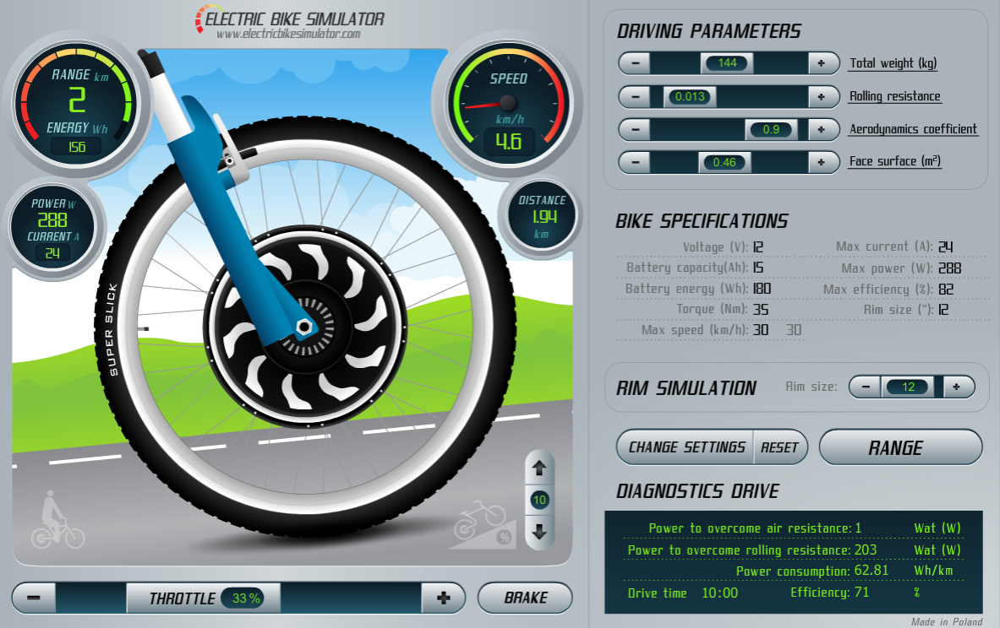 ELECTRIC BIKE SIMULATOR
www.electricbikesimulator.com
RANGE km
2
ENERGY Wh
156
POWER W
288
CURRENT A
24
SPEED
km/h
4.6
DISTANCE
1.94
km
SUPER SLICK
10
%
− THROTTLE 33 % +
BRAKE
DRIVING PARAMETERS
− 144 + Total weight (kg)
− 0.013 + Rolling resistance
− 0.9 + Aerodynamics coefficient
− 0.46 + Face surface (m²)
BIKE SPECIFICATIONS
Voltage (V): 12 Max current (A): 24
Battery capacity(Ah): 15 Max power (W): 288
Battery energy (Wh): 180 Max efficiency (%): 82
Torque (Nm): 35 Rim size ("): 12
Max speed (km/h): 30 30
RIM SIMULATION Rim size: − 12 +
CHANGE SETTINGS RESET RANGE
DIAGNOSTICS DRIVE
Power to overcome air resistance: 1 Wat (W)
Power to overcome rolling resistance: 203 Wat (W)
Power consumption: 62.81 Wh/km
Drive time 10:00 Efficiency: 71 %
Made in Poland